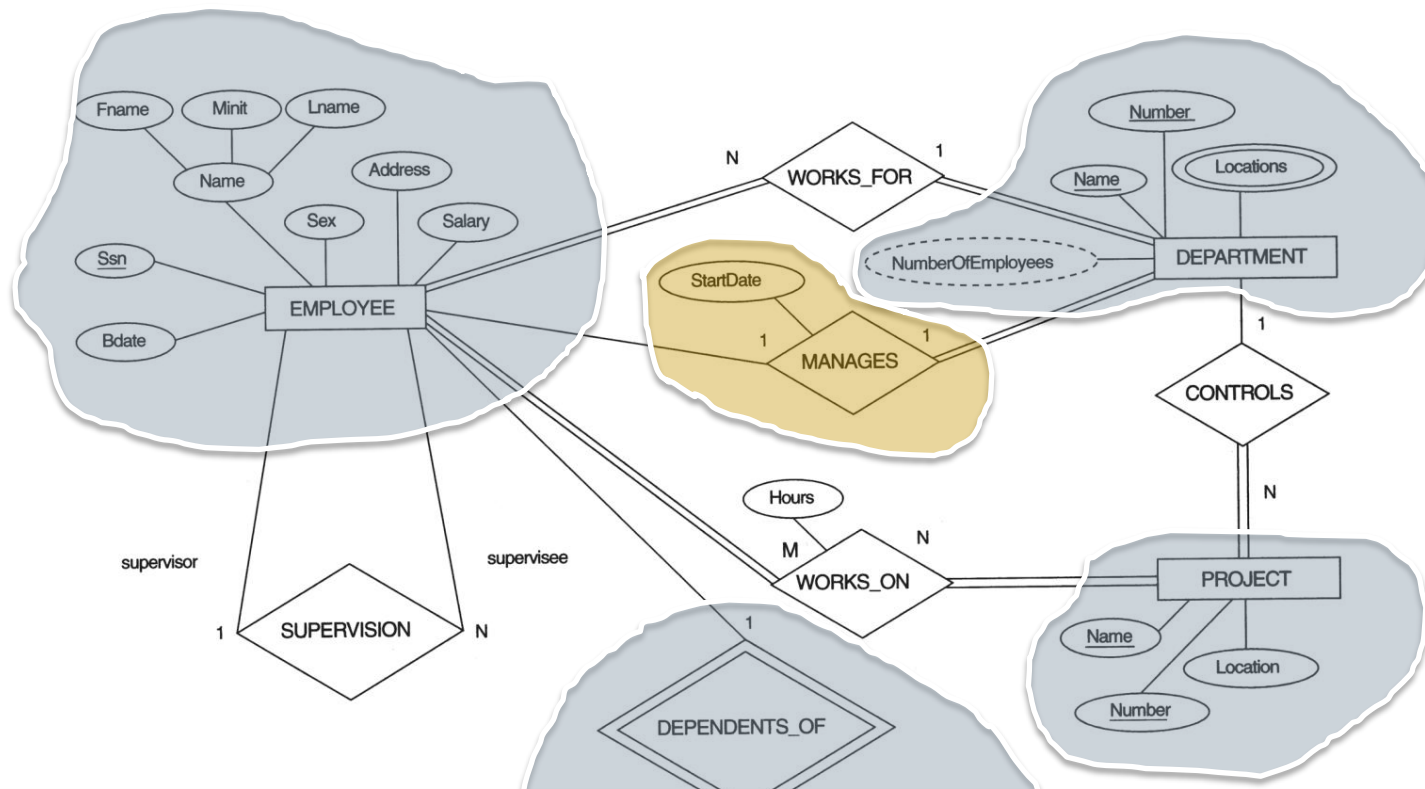 Fname
Minit
Lname
Name
Address
Sex
Salary
Ssn
Bdate
EMPLOYEE
N
WORKS_FOR
1
Number
Name
Locations
NumberOfEmployees
DEPARTMENT
StartDate
1
MANAGES
1
1
CONTROLS
N
Hours
M
WORKS_ON
N
PROJECT
Name
Number
Location
supervisor
supervisee
1
SUPERVISION
N
1
DEPENDENTS_OF